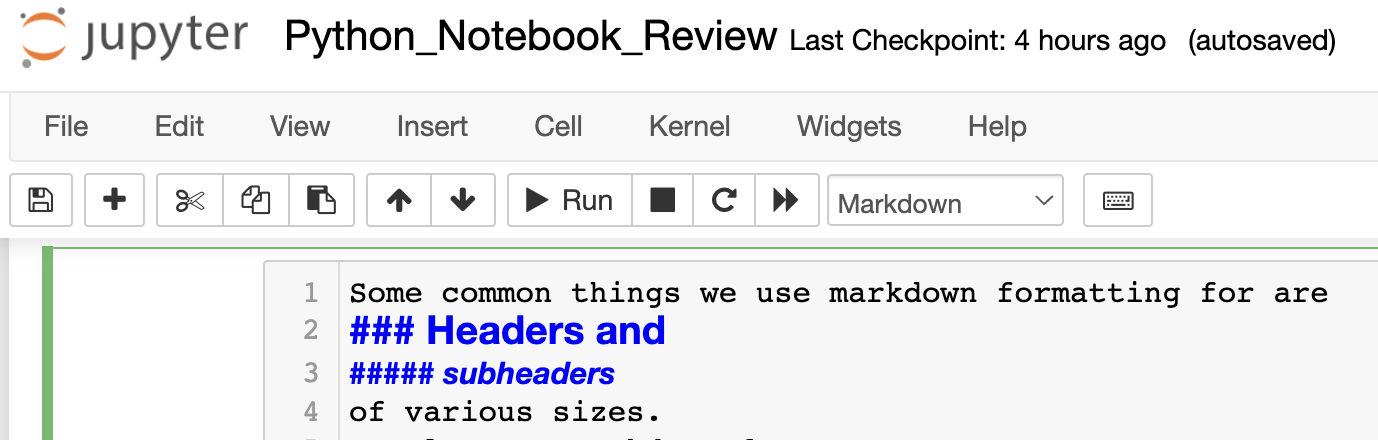 jupyter Python_Notebook_Review Last Checkpoint: 4 hours ago (autosaved)
File Edit View Insert Cell Kernel Widgets Help
Run Markdown
1 Some common things we use markdown formatting for are
2 ### Headers and
3 ##### subheaders
4 of various sizes.